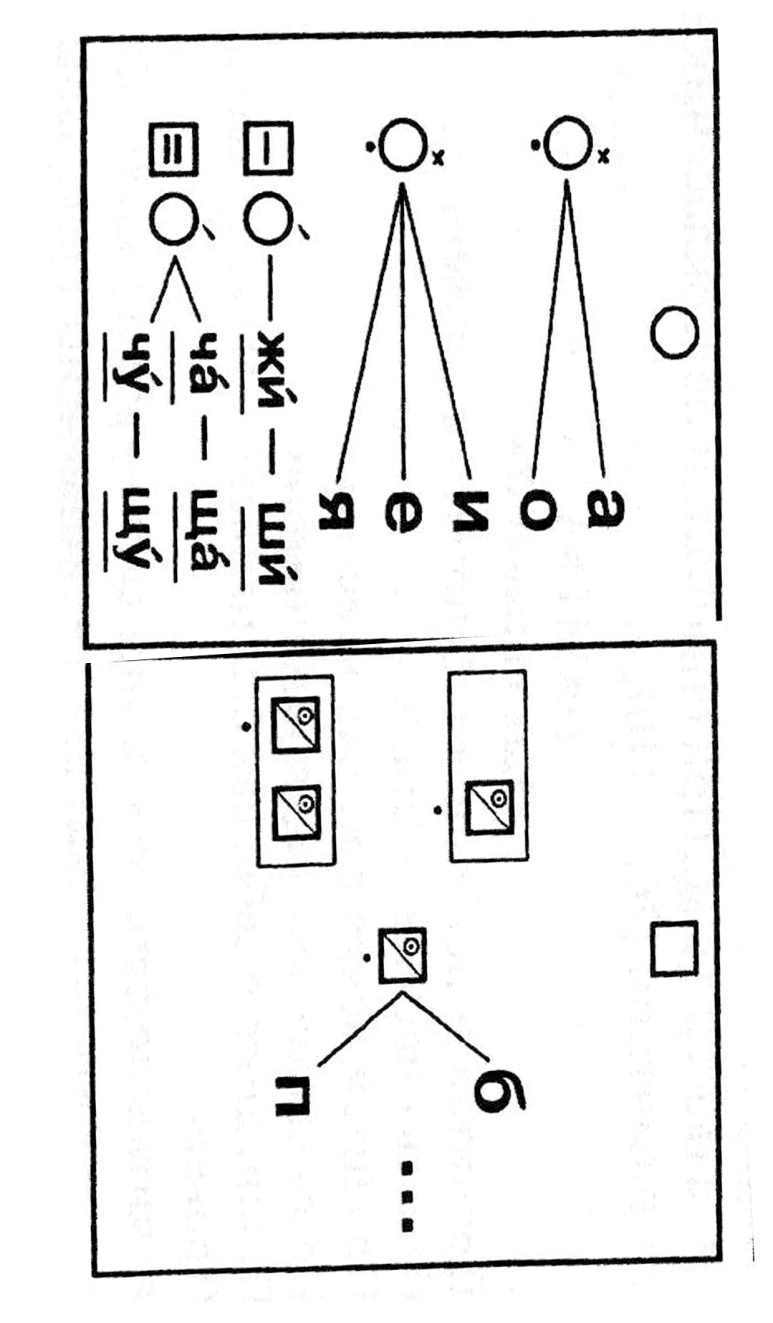 а
о
и
е
я
жи́ — ши́
ча́ — ща́
чу́ — щу́
б
...
п